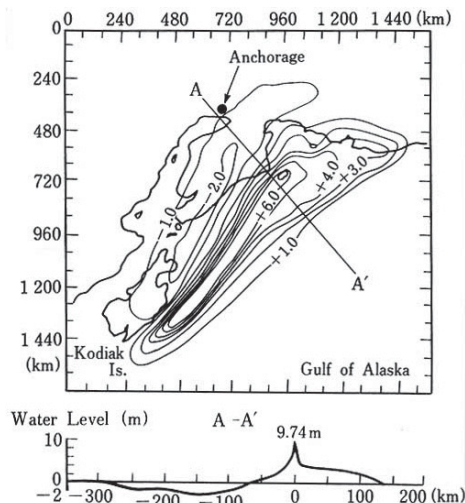 0 240 480 720 960 1 200 1 440 (km)
0
240
480
720
960
1 200
1 440
(km)
Anchorage
A
-1.0
-2.0
+6.0
+4.0
+3.0
+1.0
A′
Kodiak
Is.
Gulf of Alaska
Water Level (m) A -A′
9.74 m
10
0
-2 -300 -200 -100 0 100 200 (km)